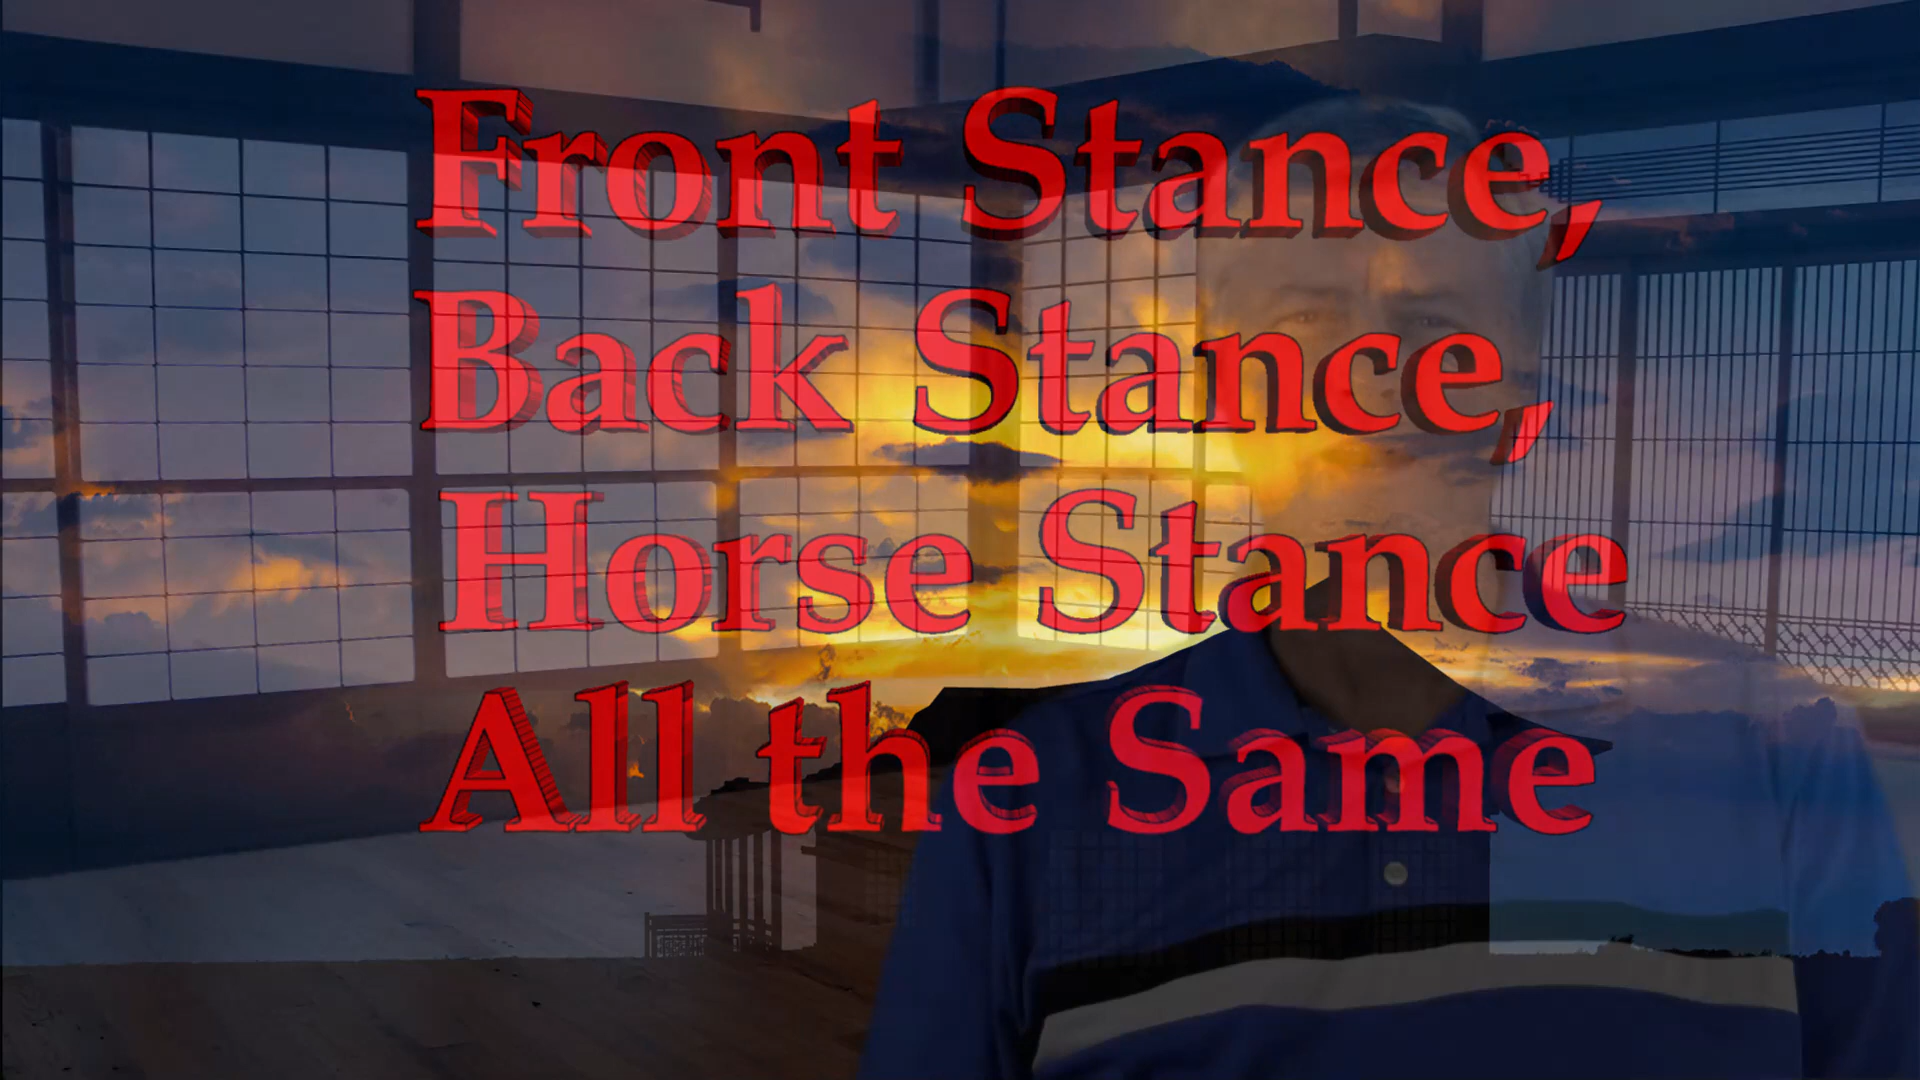 Front Stance,
Back Stance,
Horse Stance
All the Same